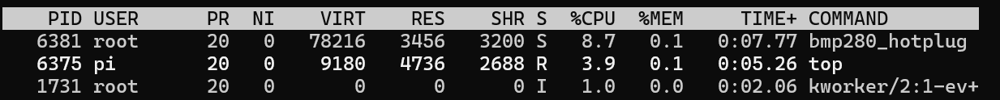 PID USER PR NI VIRT RES SHR S %CPU %MEM TIME+ COMMAND
6381 root 20 0 78216 3456 3200 S 8.7 0.1 0:07.77 bmp280_hotplug
6375 pi 20 0 9180 4736 2688 R 3.9 0.1 0:05.26 top
1731 root 20 0 0 0 0 I 1.0 0.0 0:02.06 kworker/2:1-ev+